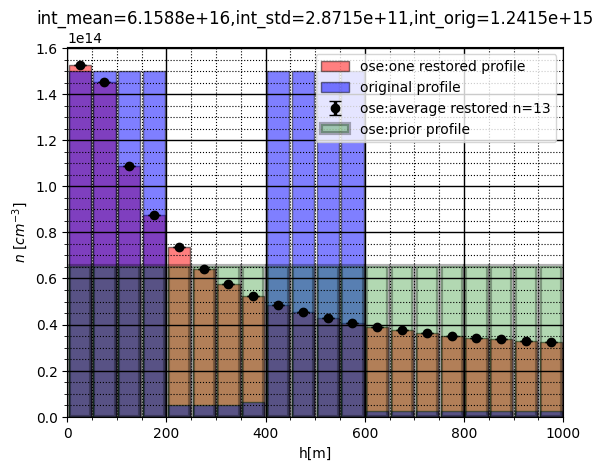 int_mean=6.1588e+16,int_std=2.8715e+11,int_orig=1.2415e+15
1e14
1.6
1.4
1.2
1.0
0.8
0.6
0.4
0.2
0.0
n [cm⁻³]
ose:one restored profile
original profile
ose:average restored n=13
ose:prior profile
0 200 400 600 800 1000
h[m]